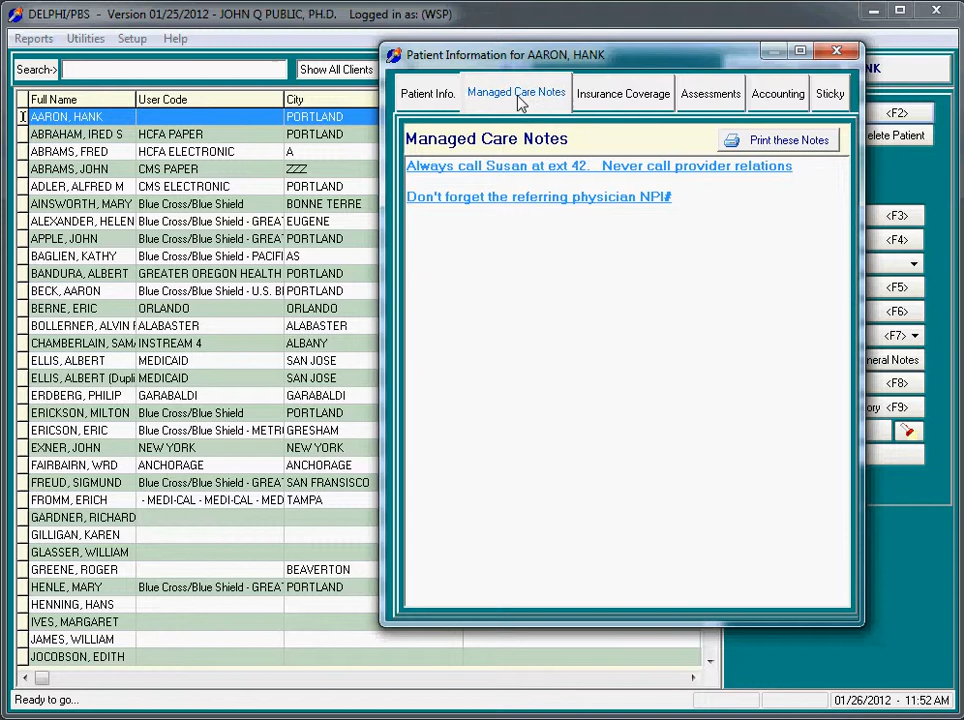 DELPHI/PBS - Version 01/25/2012 - JOHN Q PUBLIC, PH.D. Logged in as: (WSP)
Reports Utilities Setup Help
Search-> Show All Clients
Full Name User Code City
AARON, HANK PORTLAND
ABRAHAM, IRED S HCFA PAPER PORTLAND
ABRAMS, FRED HCFA ELECTRONIC A
ABRAMS, JOHN CMS PAPER ZZZ
ADLER, ALFRED M CMS ELECTRONIC PORTLAND
AINSWORTH, MARY Blue Cross/Blue Shield BONNE TERRE
ALEXANDER, HELEN Blue Cross/Blue Shield - GREAT EUGENE
APPLE, JOHN Blue Cross/Blue Shield - GREAT PORTLAND
BAGLIEN, KATHY Blue Cross/Blue Shield - PACIFI AS
BANDURA, ALBERT GREATER OREGON HEALTH PORTLAND
BECK, AARON Blue Cross/Blue Shield - U.S. B PORTLAND
BERNE, ERIC ORLANDO ORLANDO
BOLLERNER, ALVIN ALABASTER ALABASTER
CHAMBERLAIN, SAM INSTREAM 4 ALBANY
ELLIS, ALBERT MEDICAID SAN JOSE
ELLIS, ALBERT (Dupli MEDICAID SAN JOSE
ERDBERG, PHILIP GARABALDI GARABALDI
ERICKSON, MILTON Blue Cross/Blue Shield PORTLAND
ERICSON, ERIC Blue Cross/Blue Shield - METR GRESHAM
EXNER, JOHN NEW YORK NEW YORK
FAIRBAIRN, WRD ANCHORAGE ANCHORAGE
FREUD, SIGMUND Blue Cross/Blue Shield - GREAT SAN FRANSISCO
FROMM, ERICH - MEDI-CAL - MEDI-CAL - MED TAMPA
GARDNER, RICHARD
GILLIGAN, KAREN
GLASSER, WILLIAM
GREENE, ROGER BEAVERTON
HENLE, MARY Blue Cross/Blue Shield - GREAT PORTLAND
HENNING, HANS
IVES, MARGARET
JAMES, WILLIAM
JOCOBSON, EDITH
Ready to go...
Patient Information for AARON, HANK
Patient Info. Managed Care Notes Insurance Coverage Assessments Accounting Sticky
Managed Care Notes Print these Notes
Always call Susan at ext 42. Never call provider relations
Don't forget the referring physician NPI#
NK
<F2>
elete Patient
<F3>
<F4>
<F5>
<F6>
<F7>
neral Notes
<F8>
ory <F9>
01/26/2012 - 11:52 AM